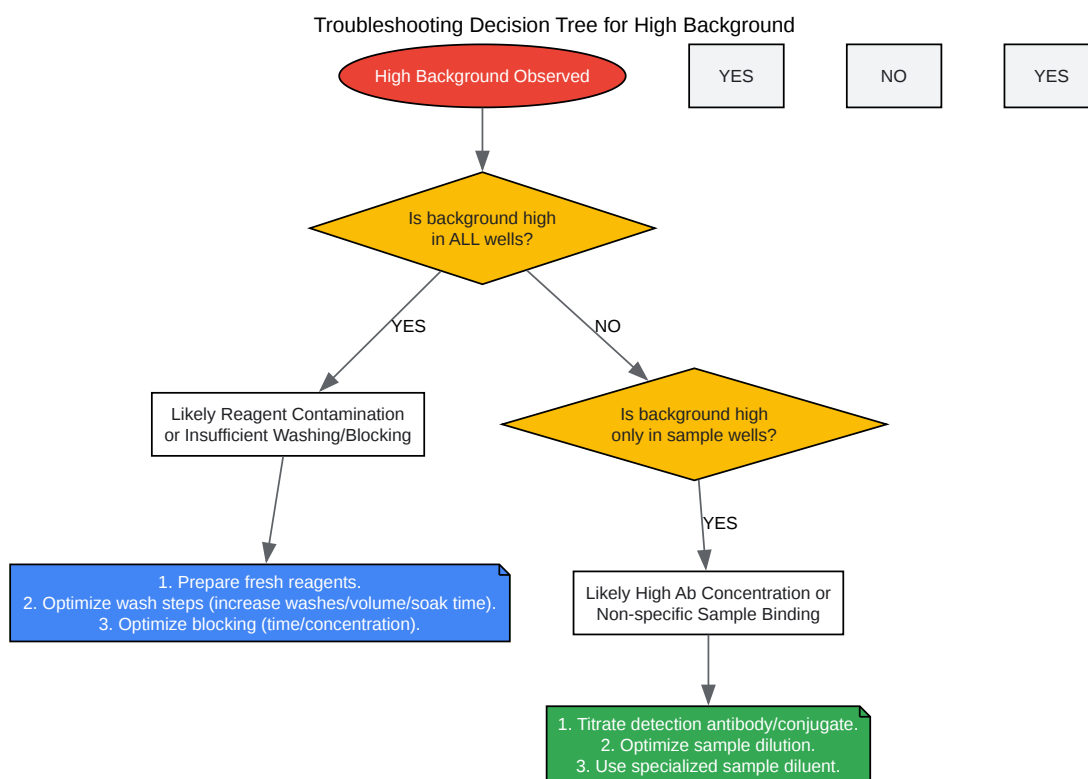 Troubleshooting Decision Tree for High Background
High Background Observed
YES
NO
YES
Is background high
in ALL wells?
YES
NO
Likely Reagent Contamination
or Insufficient Washing/Blocking
Is background high
only in sample wells?
YES
1. Prepare fresh reagents.
2. Optimize wash steps (increase washes/volume/soak time).
3. Optimize blocking (time/concentration).
Likely High Ab Concentration or
Non-specific Sample Binding
1. Titrate detection antibody/conjugate.
2. Optimize sample dilution.
3. Use specialized sample diluent.